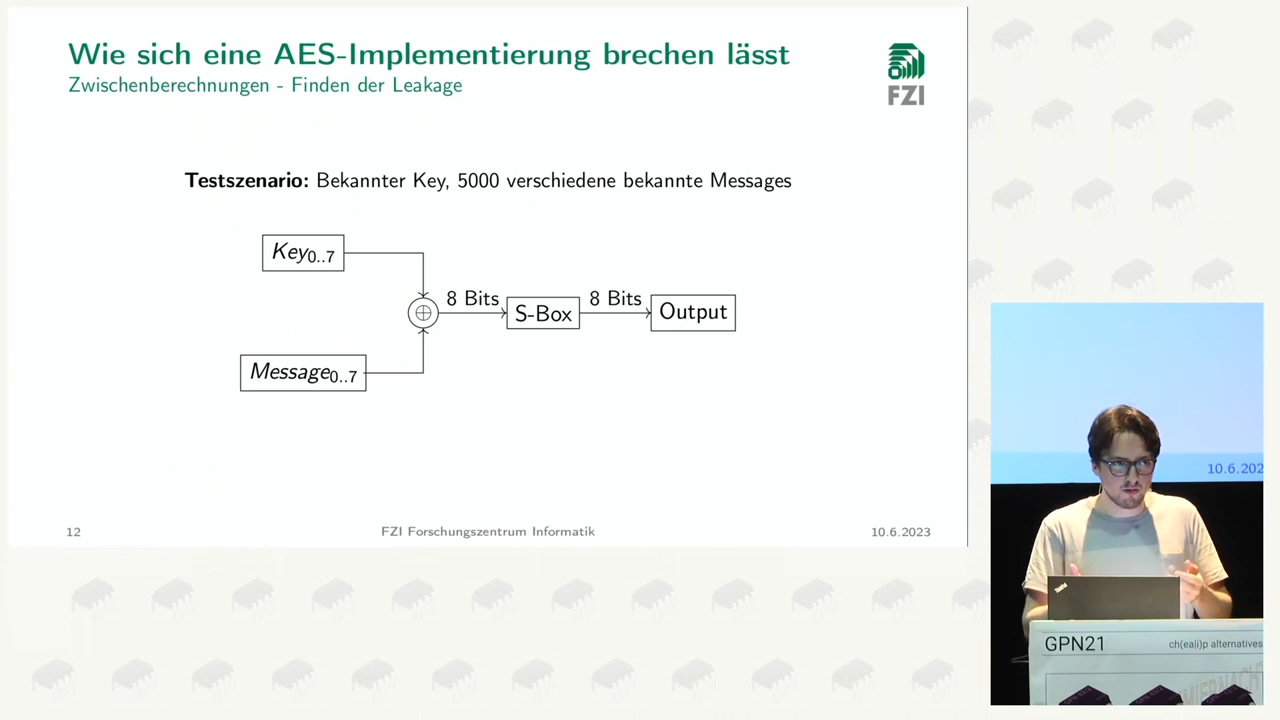 Wie sich eine AES-Implementierung brechen lässt
Zwischenberechnungen - Finden der Leakage
FZI
Testszenario: Bekannter Key, 5000 verschiedene bekannte Messages
Key0..7
8 Bits
8 Bits
S-Box
Output
Message0..7
12
FZI Forschungszentrum Informatik
10.6.2023
10.6.202
GPN21
ch(ea|i)p alternatives